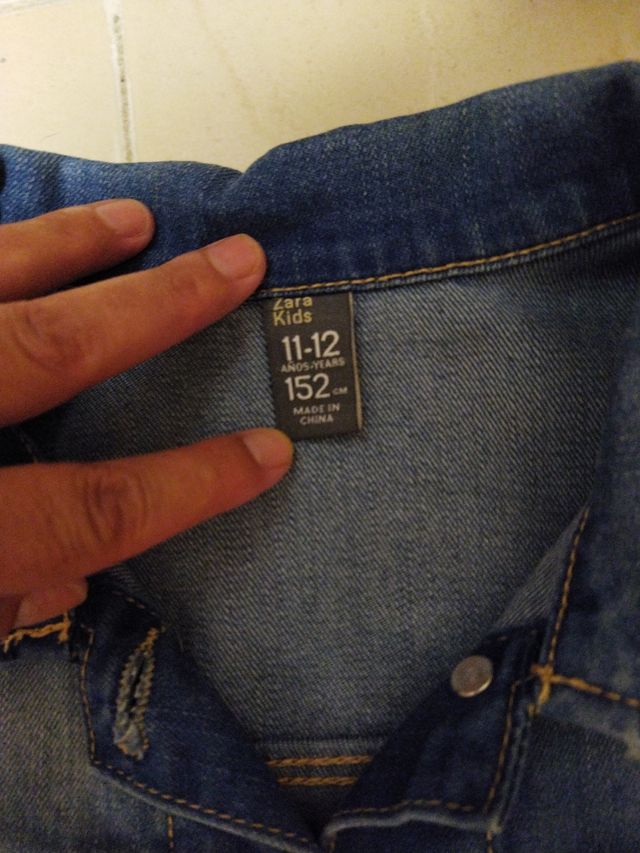 Zara
Kids
11-12
AÑOS-YEARS
152 CM
MADE IN
CHINA